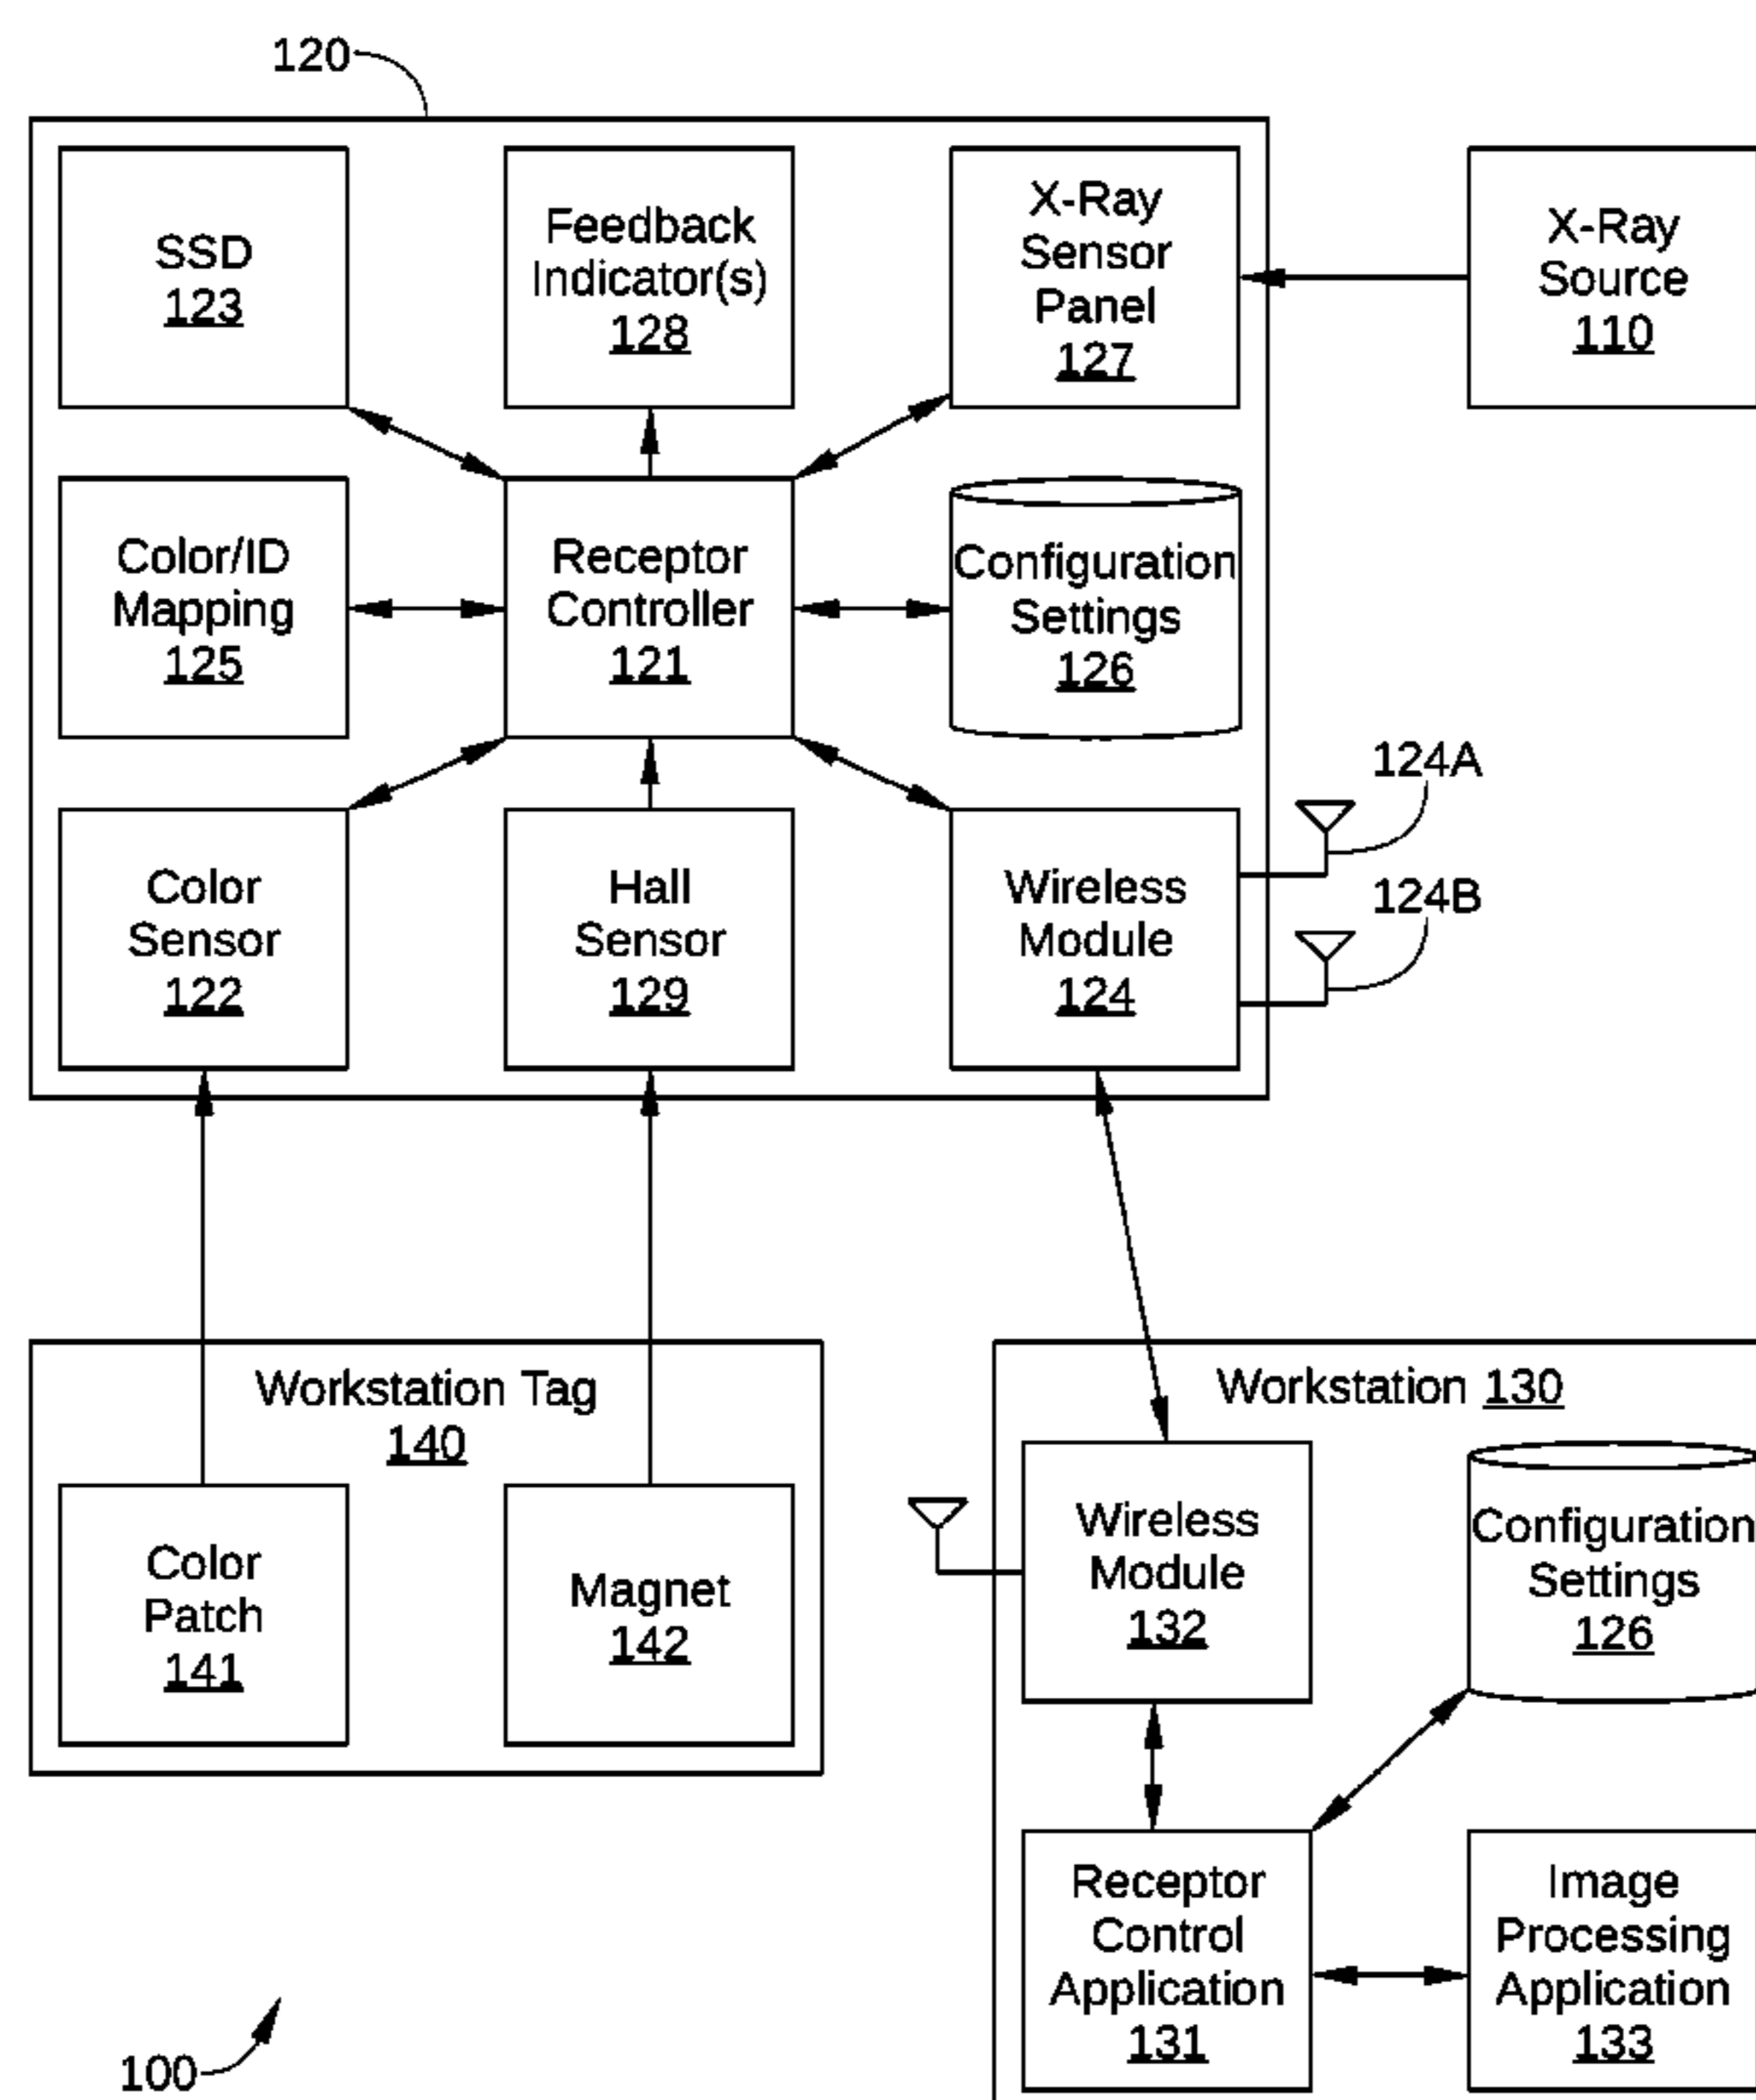 120
SSD
123
Feedback
Indicator(s)
128
X-Ray
Sensor
Panel
127
X-Ray
Source
110
Color/ID
Mapping
125
Receptor
Controller
121
Configuration
Settings
126
Color
Sensor
122
Hall
Sensor
129
Wireless
Module
124
124A
124B
Workstation Tag
140
Color
Patch
141
Magnet
142
Workstation 130
Wireless
Module
132
Configuration
Settings
126
Receptor
Control
Application
131
Image
Processing
Application
133
100